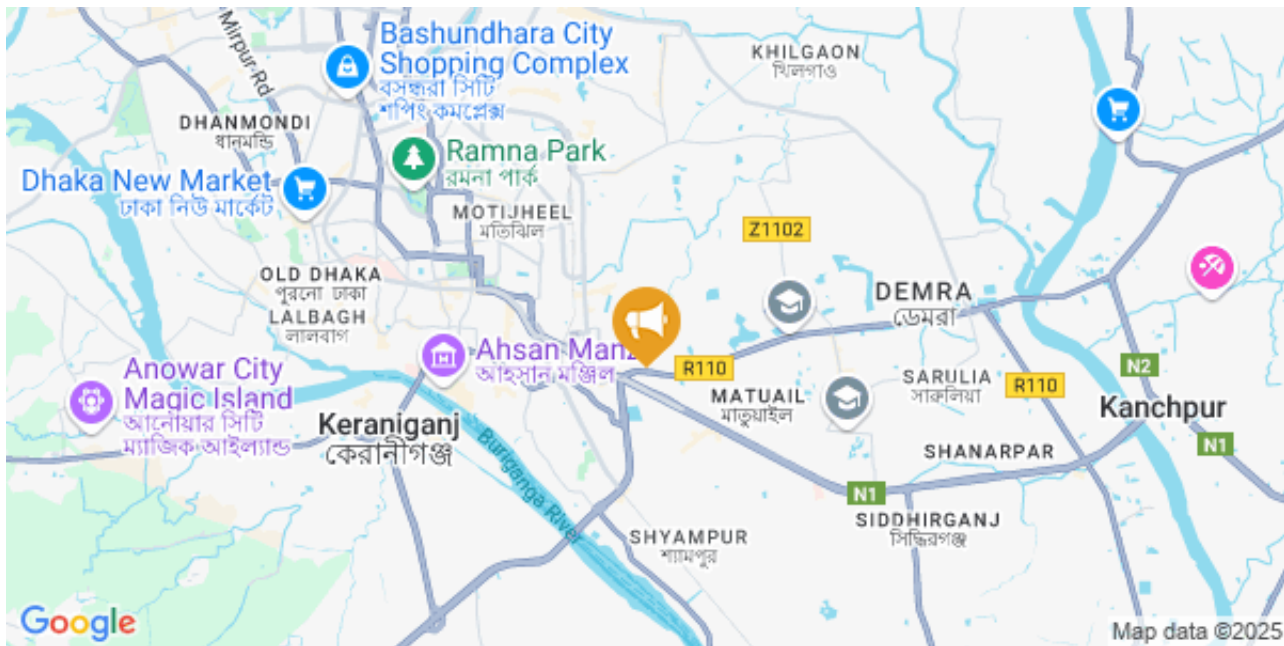 Mirpur Rd
Bashundhara City
Shopping Complex
বসুন্ধরা সিটি
শপিং কমপ্লেক্স
KHILGAON
খিলগাও
DHANMONDI
ধানমন্ডি
Ramna Park
রমনা পার্ক
Dhaka New Market
ঢাকা নিউ মার্কেট
MOTIJHEEL
মতিঝিল
Z1102
OLD DHAKA
পুরনো ঢাকা
LALBAGH
লালবাগ
DEMRA
ডেমরা
Ahsan Manz
আহসান মঞ্জিল
R110
Anowar City
Magic Island
আনোয়ার সিটি
ম্যাজিক আইল্যান্ড
MATUAIL
মাতুয়াইল
SARULIA
সারুলিয়া
R110
N2
Kanchpur
N1
Keraniganj
কেরানীগঞ্জ
Buriganga River
SHANARPAR
N1
SIDDHIRGANJ
সিদ্ধিরগঞ্জ
SHYAMPUR
শ্যামপুর
Google
Map data ©2025